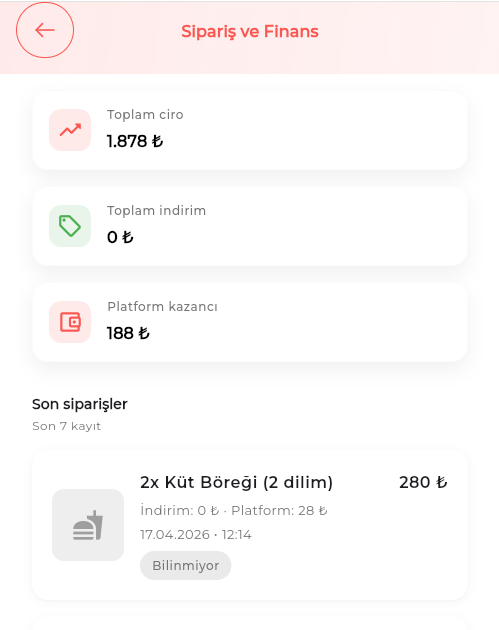 Sipariş ve Finans
Toplam ciro
1.878 ₺
Toplam indirim
0 ₺
Platform kazancı
188 ₺
Son siparişler
Son 7 kayıt
2x Küt Böreği (2 dilim)
280 ₺
İndirim: 0 ₺ · Platform: 28 ₺
17.04.2026 • 12:14
Bilinmiyor